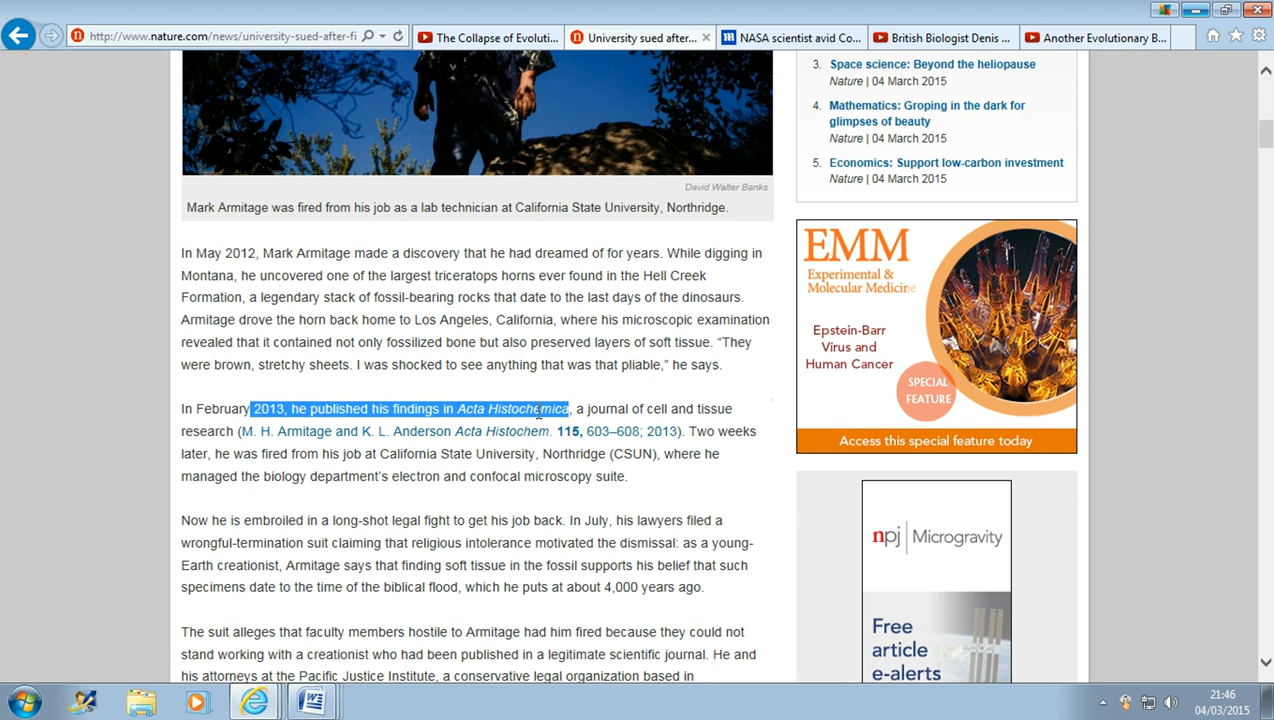 http://www.nature.com/news/university-sued-after-fi
The Collapse of Evoluti...
University sued after...
NASA scientist avid Co...
British Biologist Denis ...
Another Evolutionary B...
3. Space science: Beyond the heliopause
Nature | 04 March 2015
4. Mathematics: Groping in the dark for
glimpses of beauty
Nature | 04 March 2015
5. Economics: Support low-carbon investment
Nature | 04 March 2015
David Walter Banks
Mark Armitage was fired from his job as a lab technician at California State University, Northridge.
In May 2012, Mark Armitage made a discovery that he had dreamed of for years. While digging in
Montana, he uncovered one of the largest triceratops horns ever found in the Hell Creek
Formation, a legendary stack of fossil-bearing rocks that date to the last days of the dinosaurs.
Armitage drove the horn back home to Los Angeles, California, where his microscopic examination
revealed that it contained not only fossilized bone but also preserved layers of soft tissue. “They
were brown, stretchy sheets. I was shocked to see anything that was that pliable,” he says.
In February 2013, he published his findings in Acta Histochemica, a journal of cell and tissue
research (M. H. Armitage and K. L. Anderson Acta Histochem. 115, 603–608; 2013). Two weeks
later, he was fired from his job at California State University, Northridge (CSUN), where he
managed the biology department’s electron and confocal microscopy suite.
Now he is embroiled in a long-shot legal fight to get his job back. In July, his lawyers filed a
wrongful-termination suit claiming that religious intolerance motivated the dismissal: as a young-
Earth creationist, Armitage says that finding soft tissue in the fossil supports his belief that such
specimens date to the time of the biblical flood, which he puts at about 4,000 years ago.
The suit alleges that faculty members hostile to Armitage had him fired because they could not
stand working with a creationist who had been published in a legitimate scientific journal. He and
his attorneys at the Pacific Justice Institute, a conservative legal organization based in
EMM
Experimental &
Molecular Medicine
Epstein-Barr
Virus and
Human Cancer
SPECIAL
FEATURE
Access this special feature today
npj | Microgravity
Free
article
e-alerts
21:46
04/03/2015